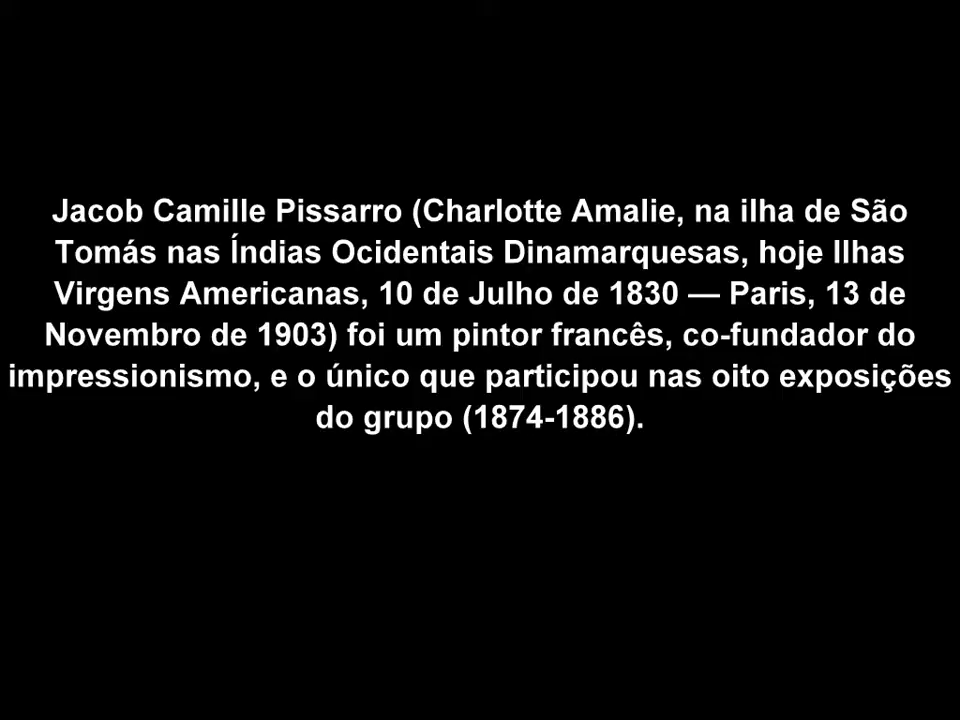 Jacob Camille Pissarro (Charlotte Amalie, na ilha de São
Tomás nas Índias Ocidentais Dinamarquesas, hoje Ilhas
Virgens Americanas, 10 de Julho de 1830 — Paris, 13 de
Novembro de 1903) foi um pintor francês, co-fundador do
impressionismo, e o único que participou nas oito exposições
do grupo (1874-1886).